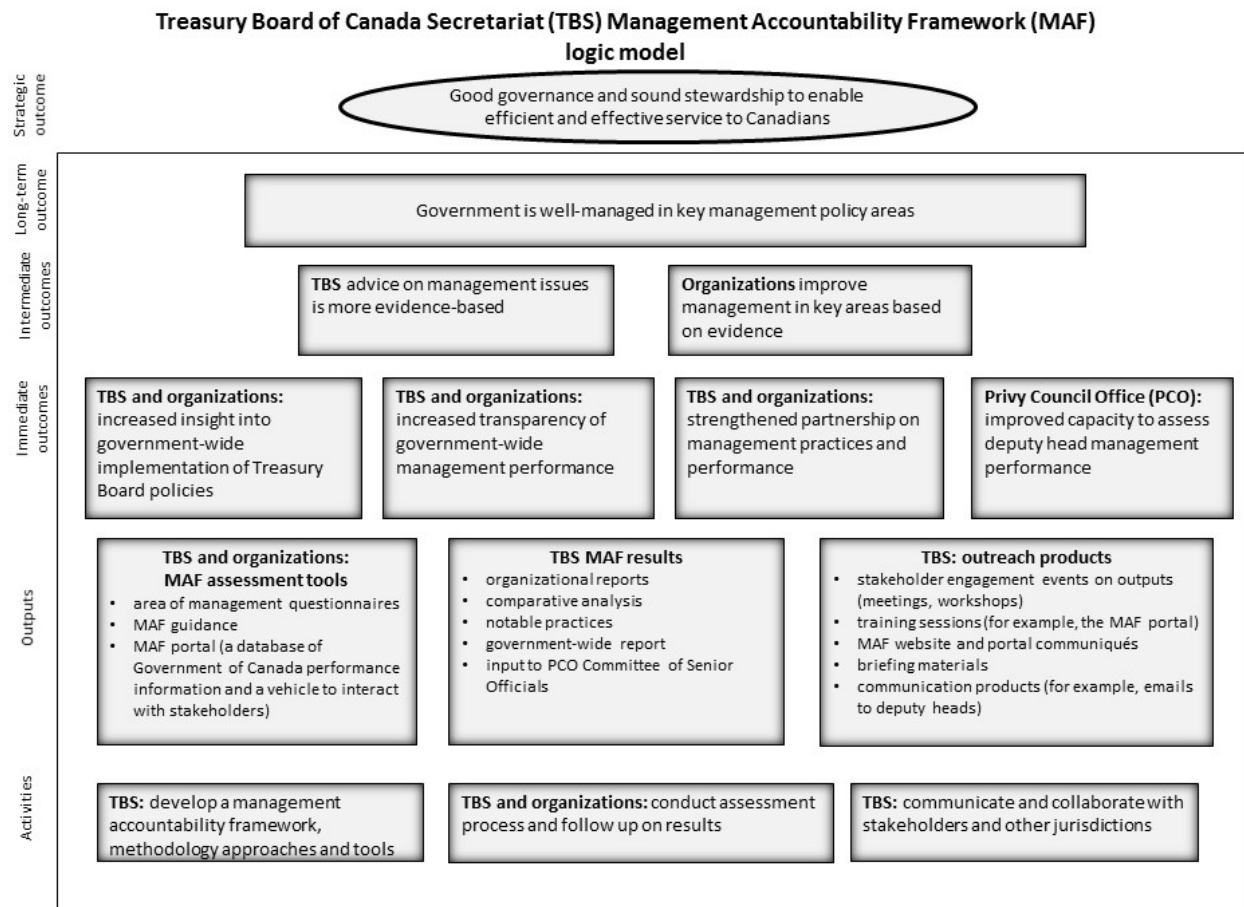 Treasury Board of Canada Secretariat (TBS) Management Accountability Framework (MAF)
logic model
Strategic
outcome
Good governance and sound stewardship to enable
efficient and effective service to Canadians
Long-term
outcome
Government is well-managed in key management policy areas
Intermediate
outcomes
TBS advice on management issues
is more evidence-based
Organizations improve
management in key areas based
on evidence
Immediate
outcomes
TBS and organizations:
increased insight into
government-wide
implementation of Treasury
Board policies
TBS and organizations:
increased transparency of
government-wide
management performance
TBS and organizations:
strengthened partnership on
management practices and
performance
Privy Council Office (PCO):
improved capacity to assess
deputy head management
performance
Outputs
TBS and organizations:
MAF assessment tools
• area of management questionnaires
• MAF guidance
• MAF portal (a database of
Government of Canada performance
information and a vehicle to interact
with stakeholders)
TBS MAF results
• organizational reports
• comparative analysis
• notable practices
• government-wide report
• input to PCO Committee of Senior
Officials
TBS: outreach products
• stakeholder engagement events on outputs
(meetings, workshops)
• training sessions (for example, the MAF portal)
• MAF website and portal communiqués
• briefing materials
• communication products (for example, emails
to deputy heads)
Activities
TBS: develop a management
accountability framework,
methodology approaches and tools
TBS and organizations: conduct assessment
process and follow up on results
TBS: communicate and collaborate with
stakeholders and other jurisdictions